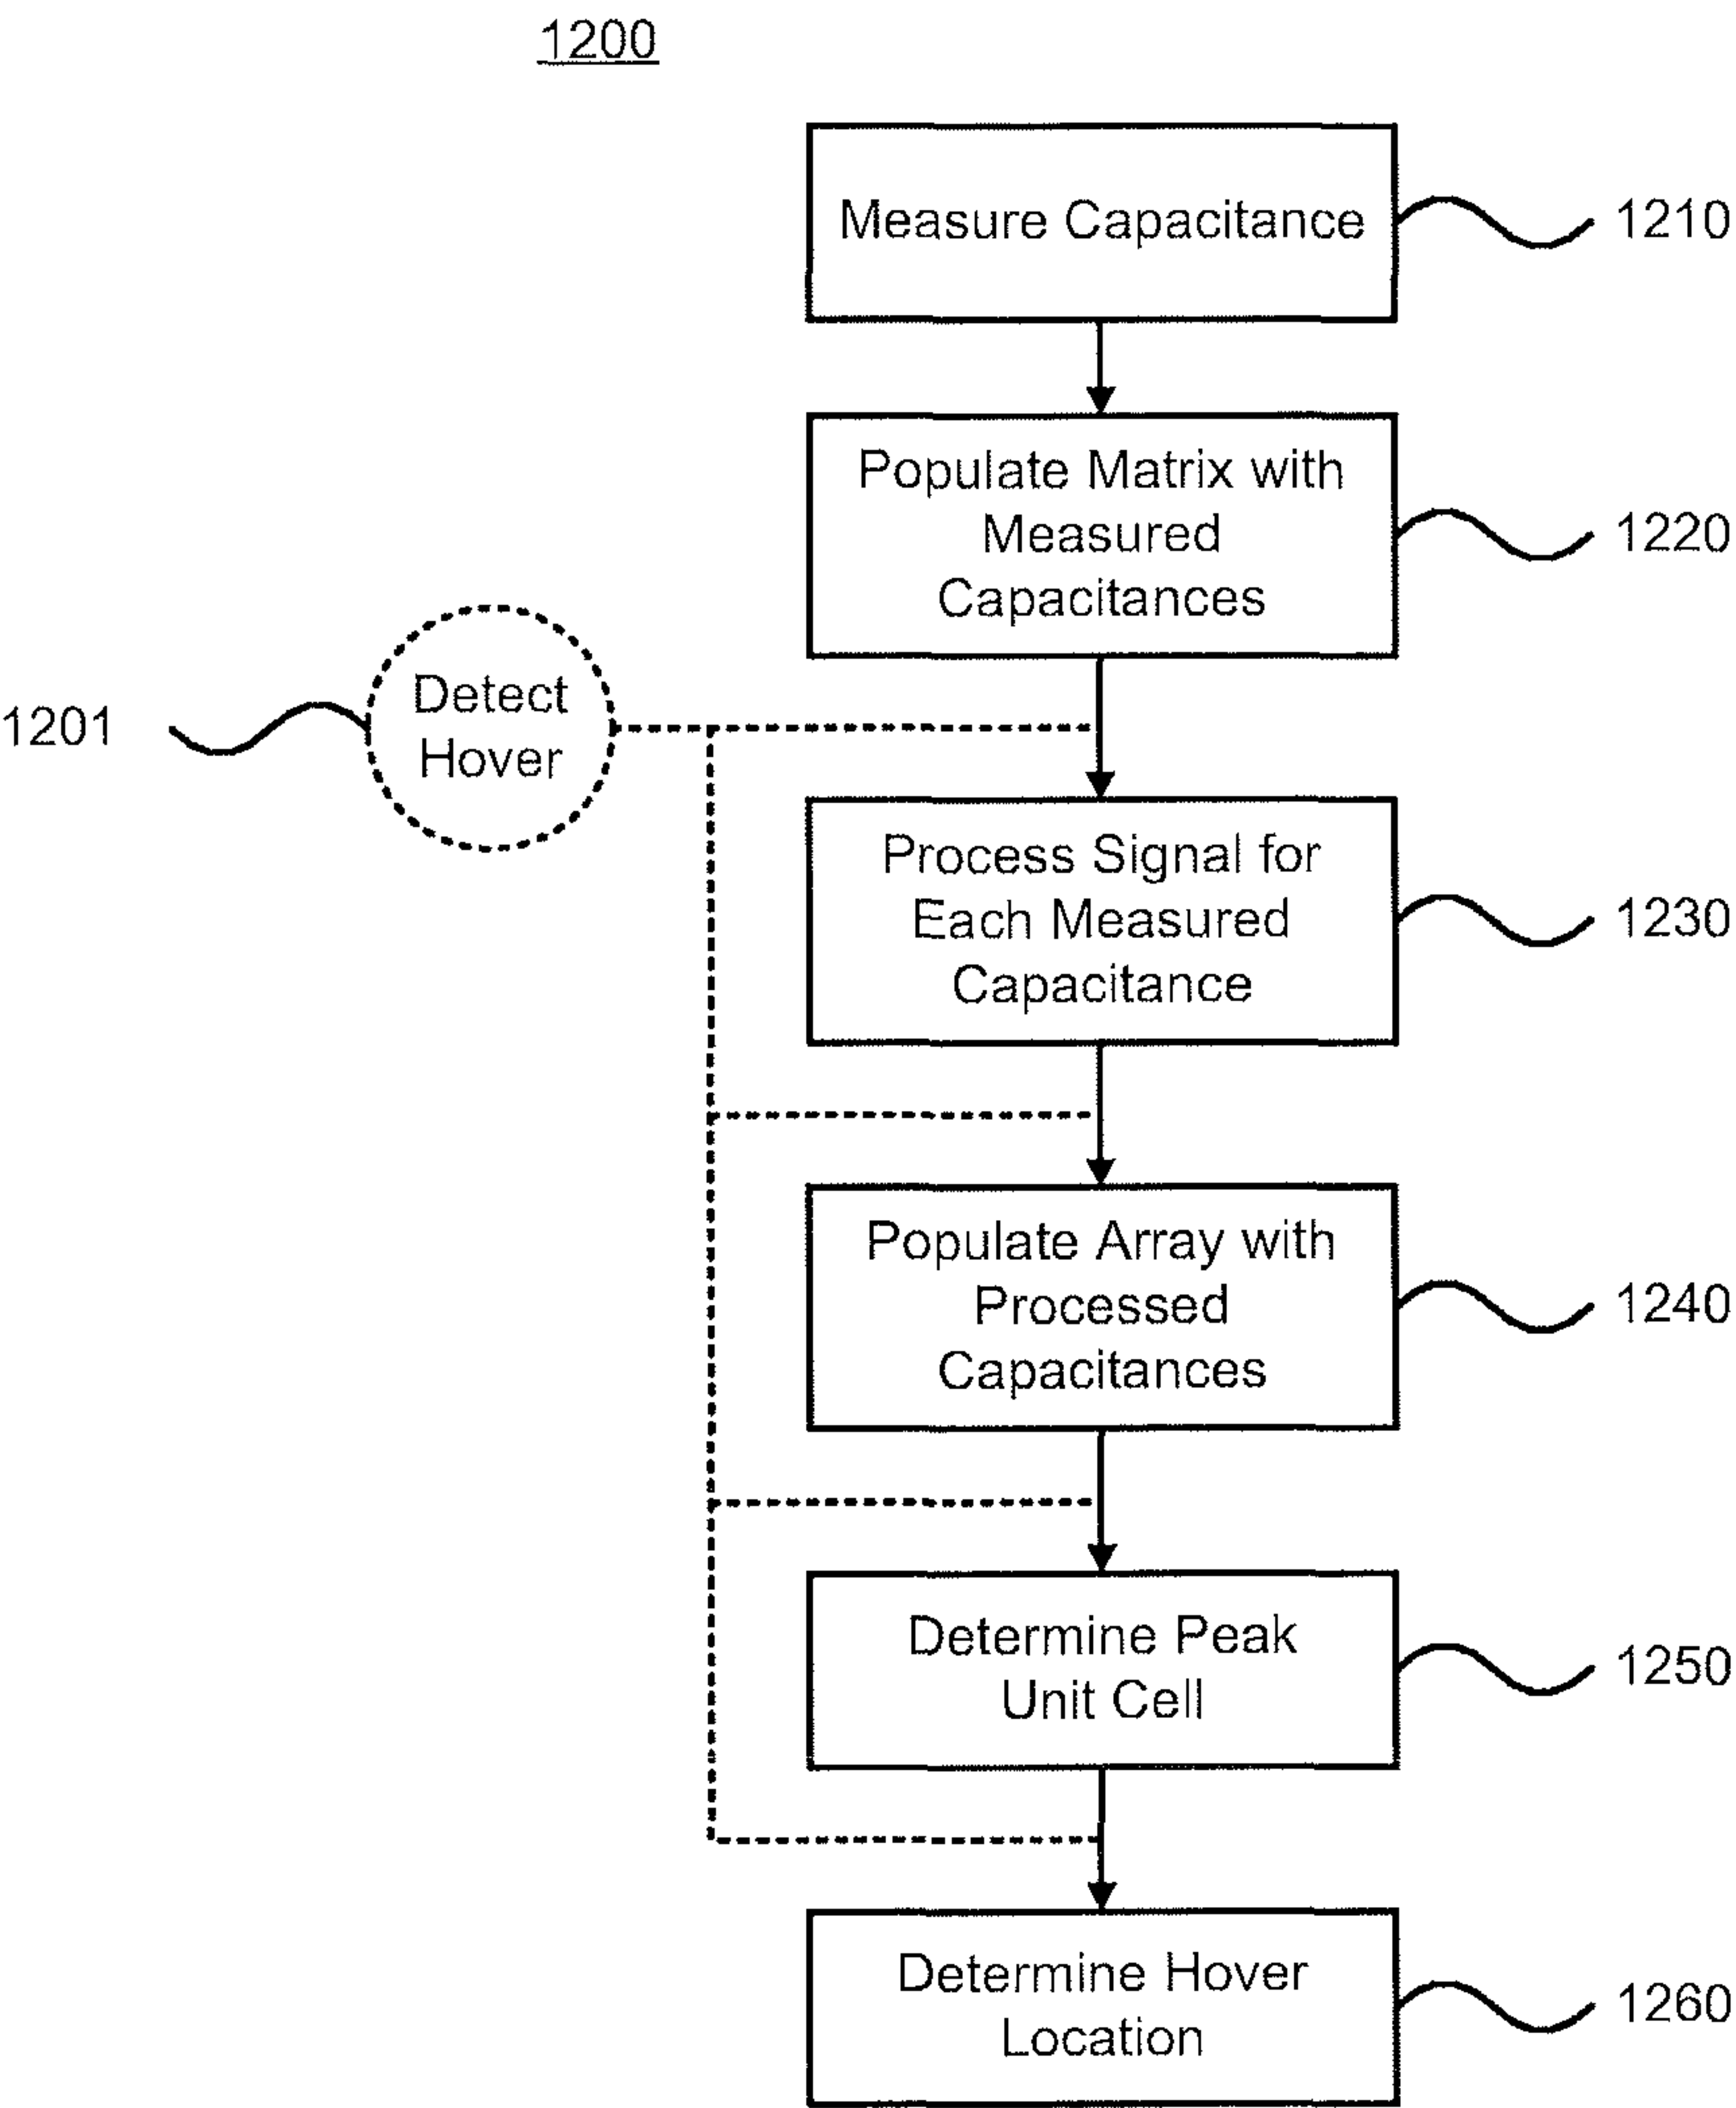 1200
Measure Capacitance
1210
Populate Matrix with
Measured
Capacitances
1220
1201
Detect
Hover
Process Signal for
Each Measured
Capacitance
1230
Populate Array with
Processed
Capacitances
1240
Determine Peak
Unit Cell
1250
Determine Hover
Location
1260